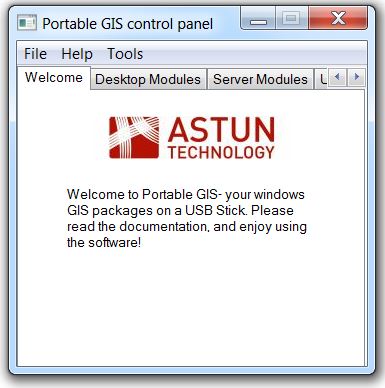 Portable GIS control panel
File Help Tools
Welcome Desktop Modules Server Modules
ASTUN
TECHNOLOGY
Welcome to Portable GIS- your windows
GIS packages on a USB Stick. Please
read the documentation, and enjoy using
the software!